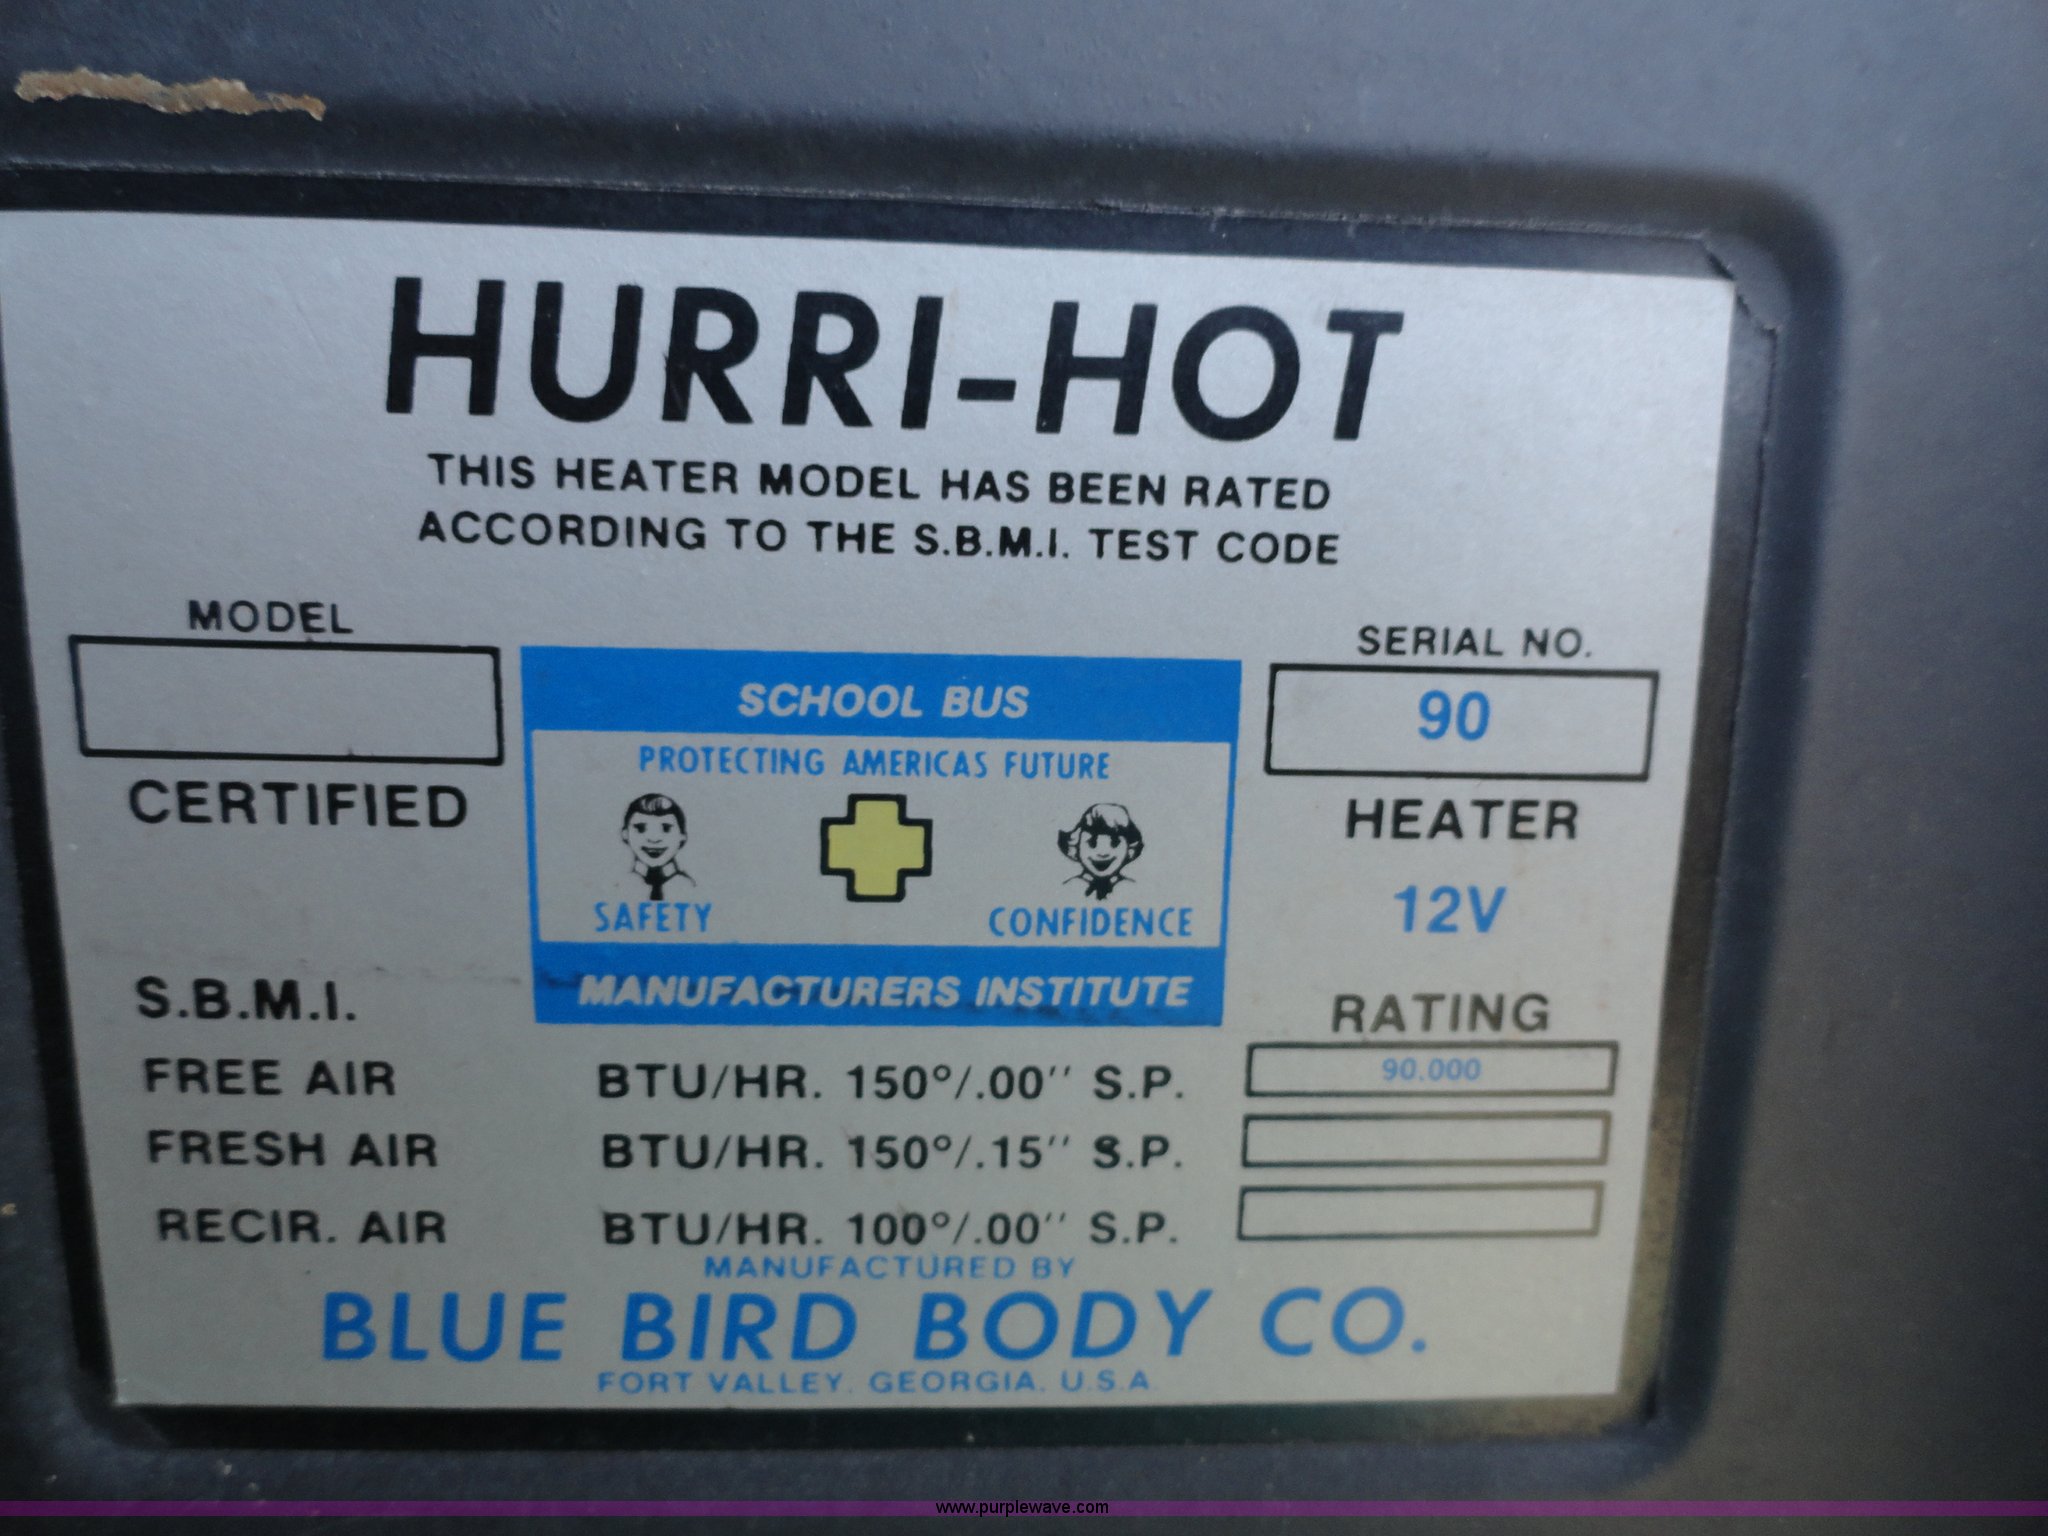 HURRI-HOT
THIS HEATER MODEL HAS BEEN RATED
ACCORDING TO THE S.B.M.I. TEST CODE
MODEL
SERIAL NO.
90
CERTIFIED
HEATER
12V
SCHOOL BUS
PROTECTING AMERICAS FUTURE
SAFETY
CONFIDENCE
MANUFACTURERS INSTITUTE
S.B.M.I.
RATING
FREE AIR BTU/HR. 150°/.00'' S.P. 90.000
FRESH AIR BTU/HR. 150°/.15'' S.P.
RECIR. AIR BTU/HR. 100°/.00'' S.P.
MANUFACTURED BY
BLUE BIRD BODY CO.
FORT VALLEY. GEORGIA. U.S.A.
www.purplewave.com